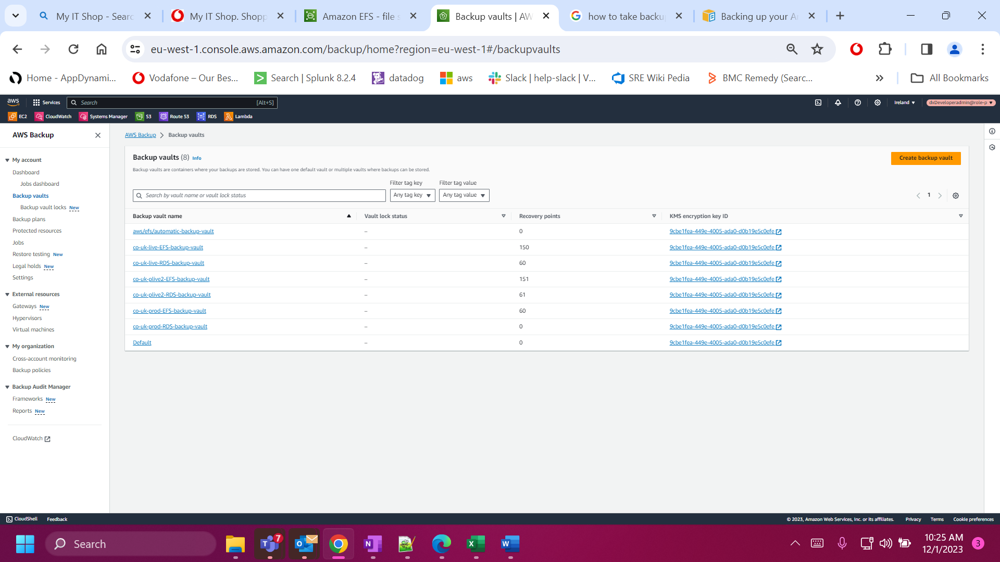 My IT Shop - Searc
My IT Shop. Shopp
Amazon EFS - file s
Backup vaults | AW
how to take backu
Backing up your A
eu-west-1.console.aws.amazon.com/backup/home?region=eu-west-1#/backupvaults
Home - AppDynami...
Vodafone – Our Bes...
Search | Splunk 8.2.4
datadog
aws
Slack | help-slack | V...
SRE Wiki Pedia
BMC Remedy (Searc...
All Bookmarks
aws
Services
Search
[Alt+S]
Ireland
dxDeveloperadmin@role-p
EC2
CloudWatch
Systems Manager
S3
Route 53
RDS
Lambda
AWS Backup
My account
Dashboard
Jobs dashboard
Backup vaults
Backup vault locks New
Backup plans
Protected resources
Jobs
Restore testing New
Legal holds New
Settings
External resources
Gateways New
Hypervisors
Virtual machines
My organization
Cross-account monitoring
Backup policies
Backup Audit Manager
Frameworks New
Reports New
CloudWatch
AWS Backup > Backup vaults
Backup vaults (8) Info
Create backup vault
Backup vaults are containers where your backups are stored. You can have one default vault or multiple vaults where backups can be stored.
Filter tag key
Filter tag value
Search by vault name or vault lock status
Any tag key
Any tag value
1
Backup vault name
Vault lock status
Recovery points
KMS encryption key ID
aws/efs/automatic-backup-vault – 0 9cbe1fea-449e-4005-ada0-d0b19e5c0efe
co-uk-live-EFS-backup-vault – 150 9cbe1fea-449e-4005-ada0-d0b19e5c0efe
co-uk-live-RDS-backup-vault – 60 9cbe1fea-449e-4005-ada0-d0b19e5c0efe
co-uk-plive2-EFS-backup-vault – 151 9cbe1fea-449e-4005-ada0-d0b19e5c0efe
co-uk-plive2-RDS-backup-vault – 61 9cbe1fea-449e-4005-ada0-d0b19e5c0efe
co-uk-prod-EFS-backup-vault – 60 9cbe1fea-449e-4005-ada0-d0b19e5c0efe
co-uk-prod-RDS-backup-vault – 0 9cbe1fea-449e-4005-ada0-d0b19e5c0efe
Default – 0 9cbe1fea-449e-4005-ada0-d0b19e5c0efe
CloudShell
Feedback
© 2023, Amazon Web Services, Inc. or its affiliates.
Privacy
Terms
Cookie preferences
Search
7
10:25 AM
12/1/2023
3